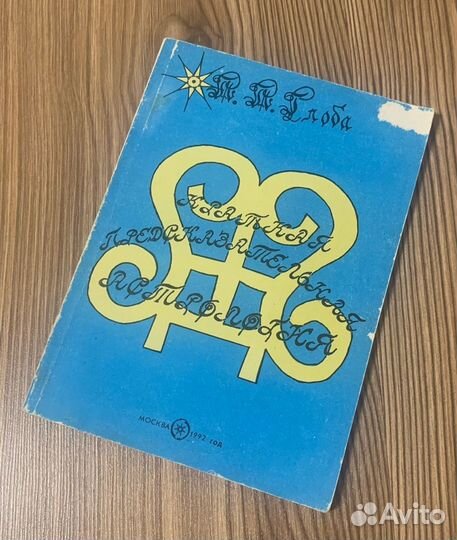 Т. Т. Глоба
КРАТКАЯ
ПРЕДСКАЗАТЕЛЬНАЯ
АСТРОЛОГИЯ
МОСКВА 1992 ГОД
Avito